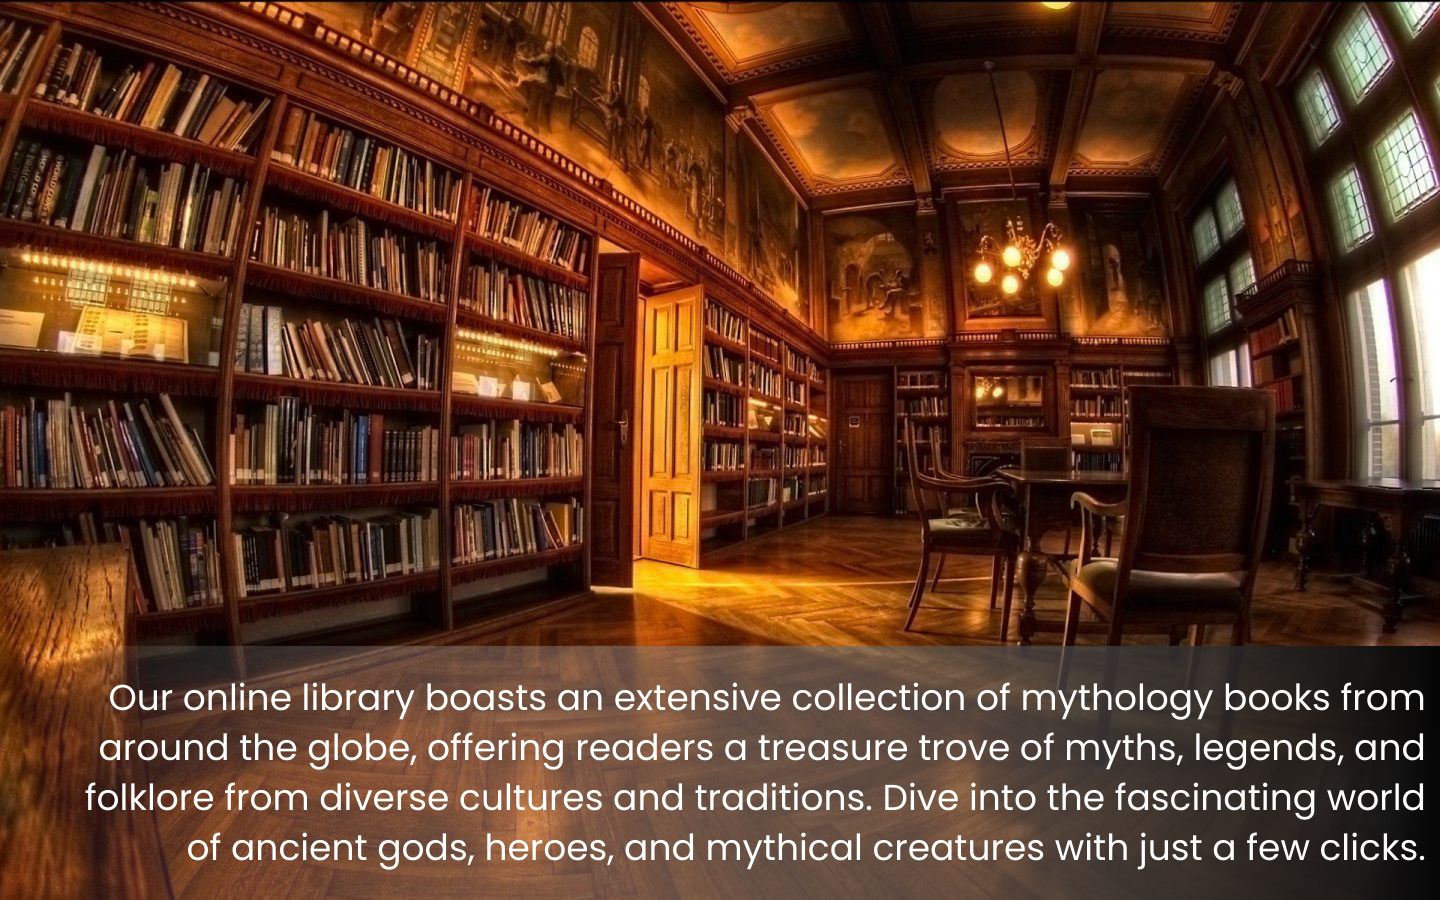 Our online library boasts an extensive collection of mythology books from
around the globe, offering readers a treasure trove of myths, legends, and
folklore from diverse cultures and traditions. Dive into the fascinating world
of ancient gods, heroes, and mythical creatures with just a few clicks.